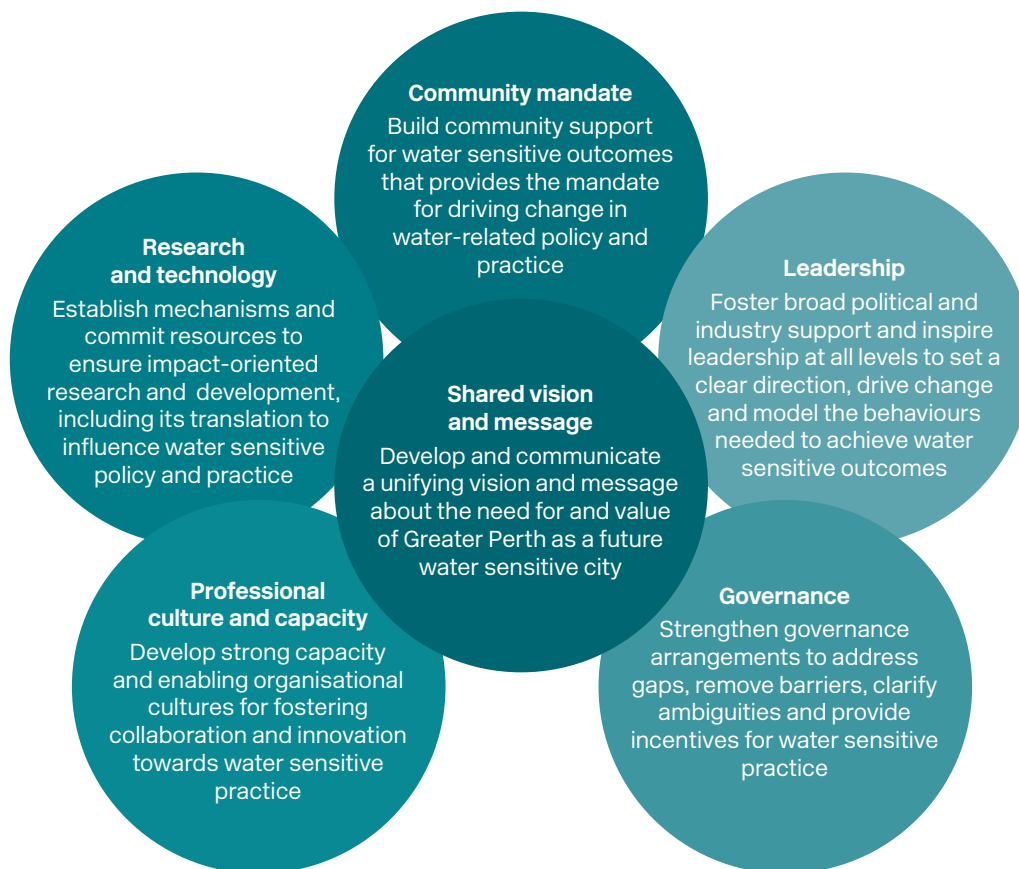 Community mandate
Build community support
for water sensitive outcomes
that provides the mandate
for driving change in
water-related policy and
practice
Research
and technology
Establish mechanisms and
commit resources to
ensure impact-oriented
research and development,
including its translation to
influence water sensitive
policy and practice
Leadership
Foster broad political and
industry support and inspire
leadership at all levels to set a
clear direction, drive change
and model the behaviours
needed to achieve water
sensitive outcomes
Shared vision
and message
Develop and communicate
a unifying vision and message
about the need for and value
of Greater Perth as a future
water sensitive city
Professional
culture and capacity
Develop strong capacity
and enabling organisational
cultures for fostering
collaboration and innovation
towards water sensitive
practice
Governance
Strengthen governance
arrangements to address
gaps, remove barriers, clarify
ambiguities and provide
incentives for water sensitive
practice